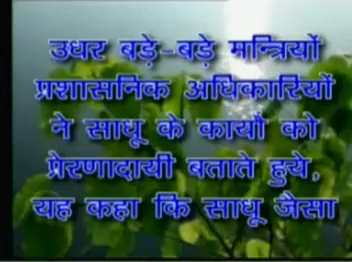 उधर बड़े-बड़े मन्त्रियों
प्रशासनिक अधिकारियों
ने साधू के कार्यों को
प्रेरणादायी बताते हुये,
यह कहा कि साधू जैसा